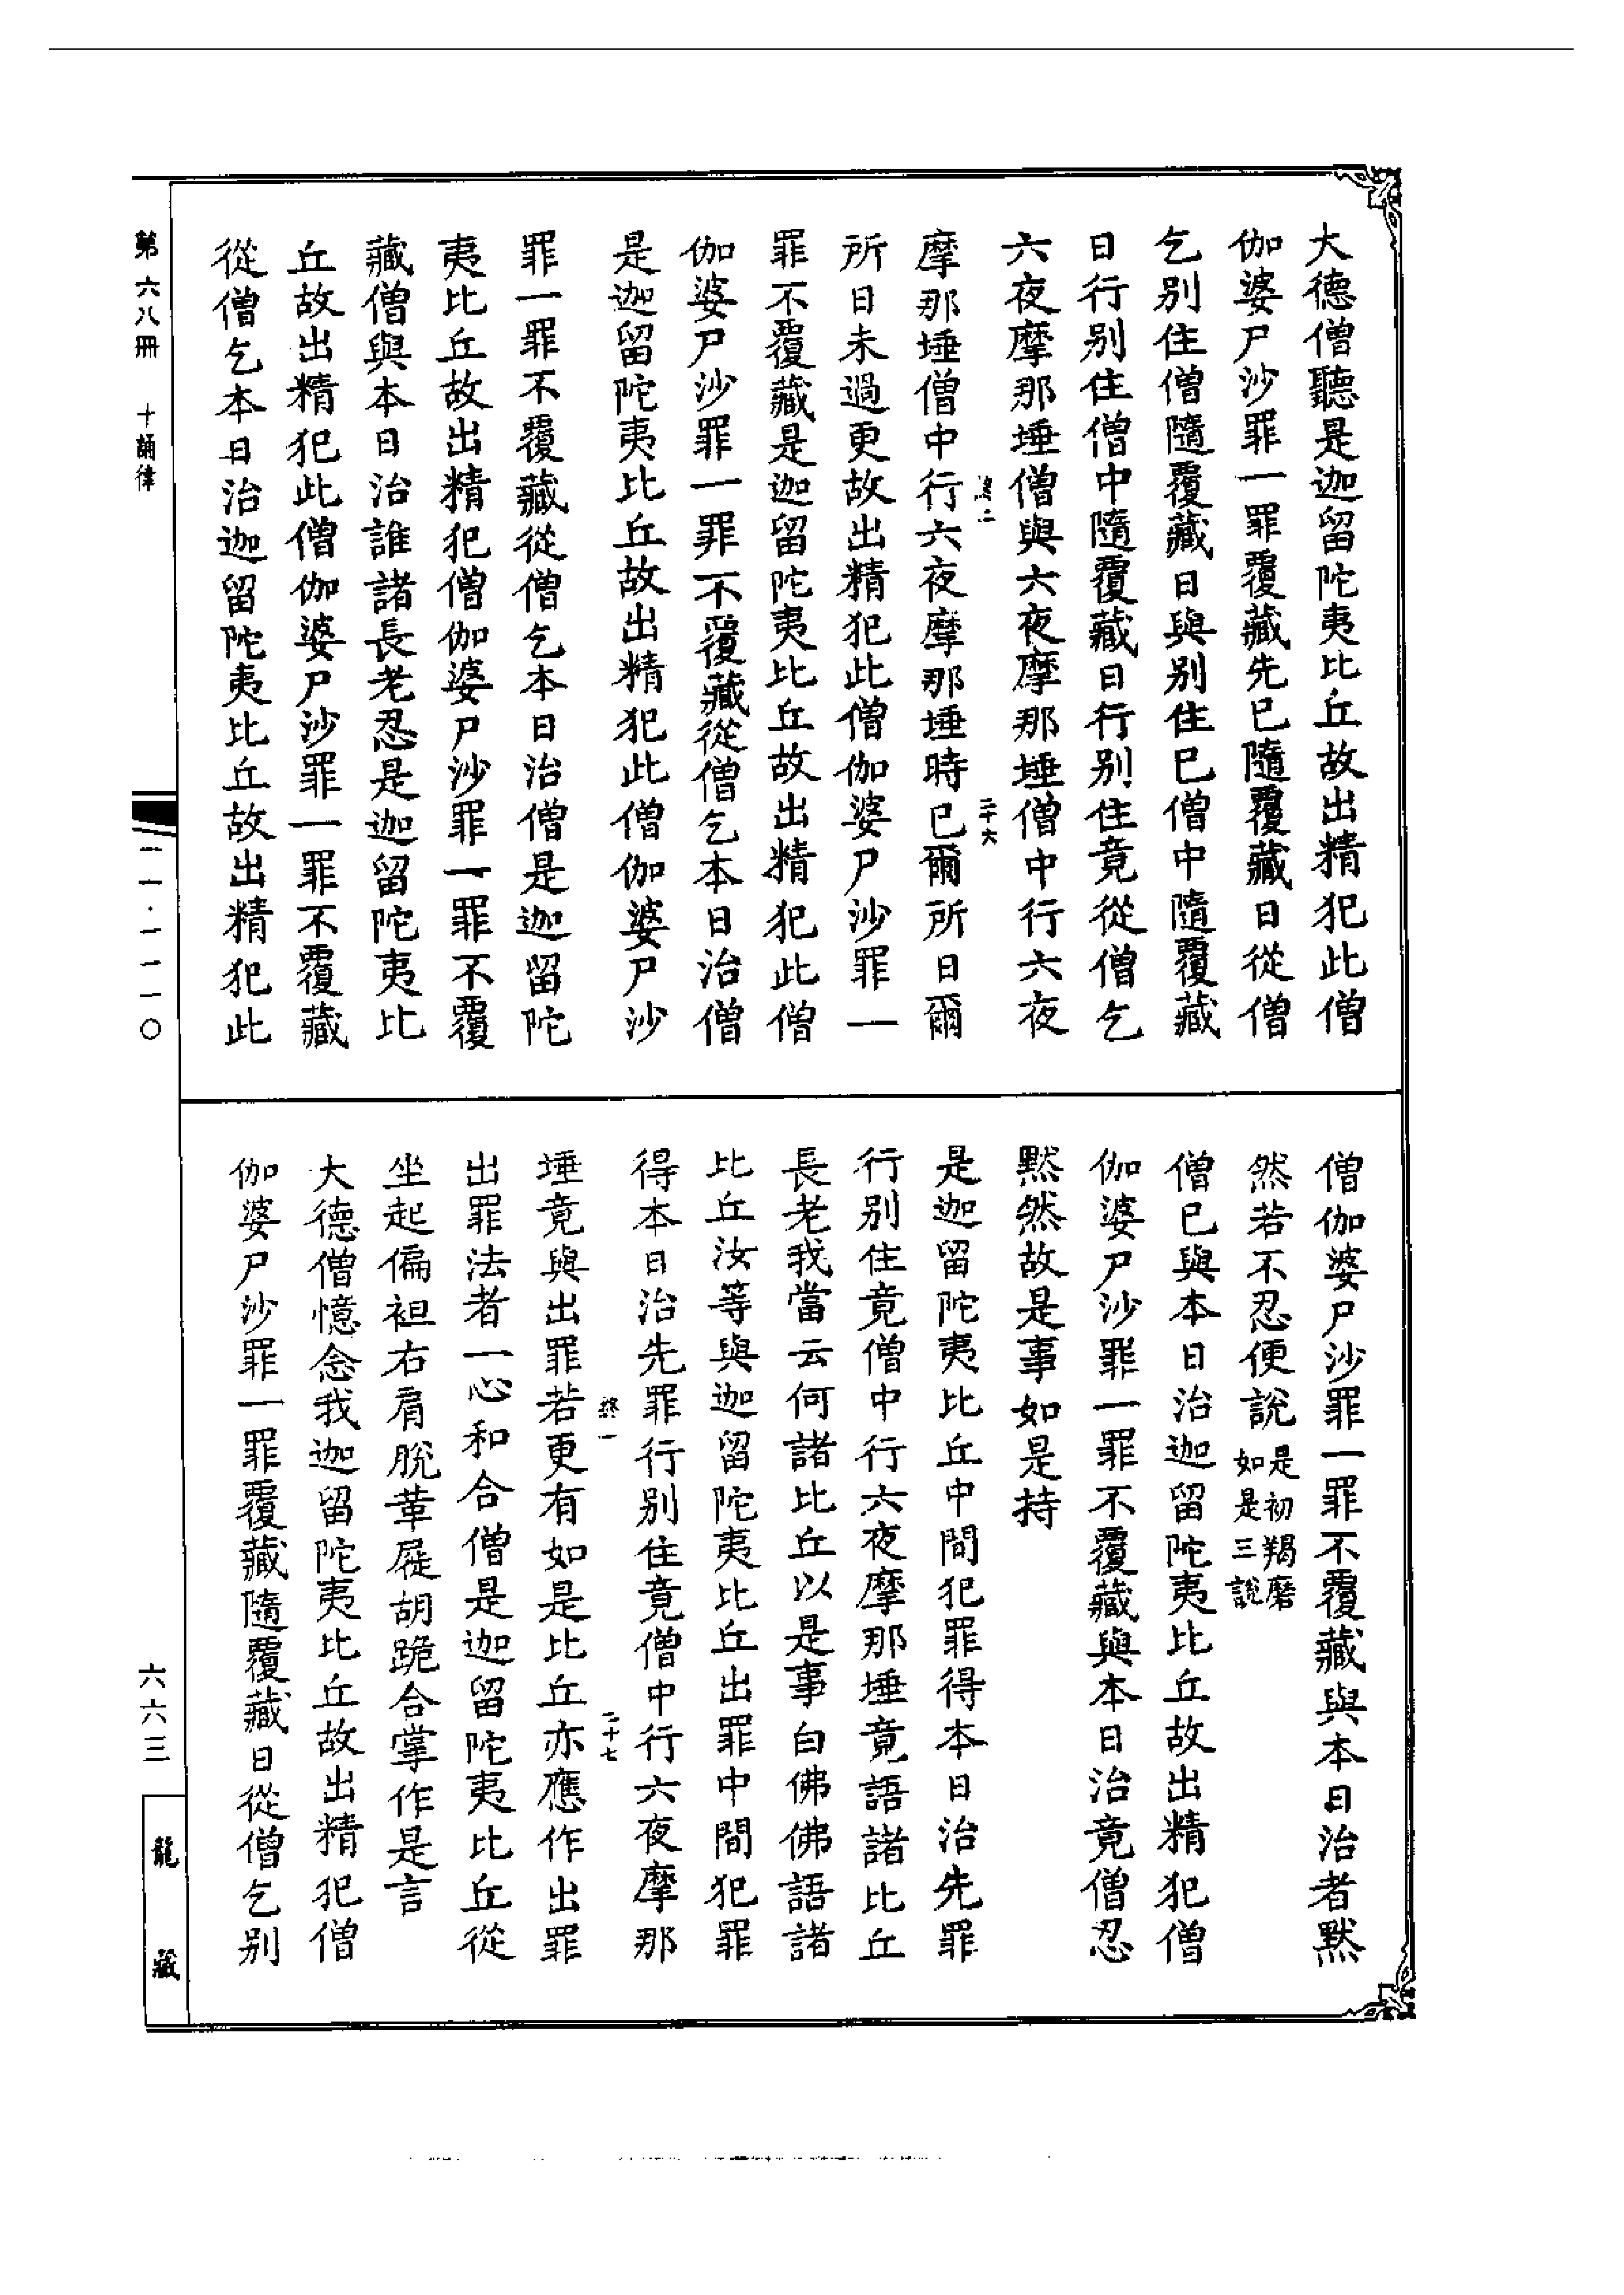 大德僧聽是迦留陀夷比丘故出精犯此僧
伽婆尸沙罪一罪覆藏先已隨覆藏日從僧
乞別住僧隨覆藏日與別住已僧中隨覆藏
日行別住僧中隨覆藏日行別住竟從僧乞
六夜摩那埵僧與六夜摩那埵僧中行六夜
二十六
摩那埵僧中行六夜摩那埵時已爾所日爾
所日未過更故出精犯此僧伽婆尸沙罪一
罪不覆藏是迦留陀夷比丘故出精犯此僧
伽婆尸沙罪一罪不覆藏從僧乞本日治僧
是迦留陀夷比丘故出精犯此僧伽婆尸沙
罪一罪不覆藏從僧乞本日治僧是迦留陀
夷比丘故出精犯僧伽婆尸沙罪一罪不覆
藏僧與本日治誰諸長老忍是迦留陀夷比
丘故出精犯此僧伽婆尸沙罪一罪不覆藏
從僧乞本日治迦留陀夷比丘故出精犯此
僧伽婆尸沙罪一罪不覆藏與本日治者默
然若不忍便說是初羯磨如是三說
僧已與本日治迦留陀夷比丘故出精犯僧
伽婆尸沙罪一罪不覆藏與本日治竟僧忍
默然故是事如是持
是迦留陀夷比丘中間犯罪得本日治先罪
行別住竟僧中行六夜摩那埵竟語諸比丘
長老我當云何諸比丘以是事白佛佛語諸
比丘汝等與迦留陀夷比丘出罪中間犯罪
得本日治先罪行別住竟僧中行六夜摩那
二十七
埵竟與出罪若更有如是比丘亦應作出罪
出罪法者一心和合僧是迦留陀夷比丘從
坐起偏袒右肩脫革屣胡跪合掌作是言
大德僧憶念我迦留陀夷比丘故出精犯僧
伽婆尸沙罪一罪覆藏隨覆藏日從僧乞別
第六八冊 十誦律
一一·一一一〇
六六三
龍藏